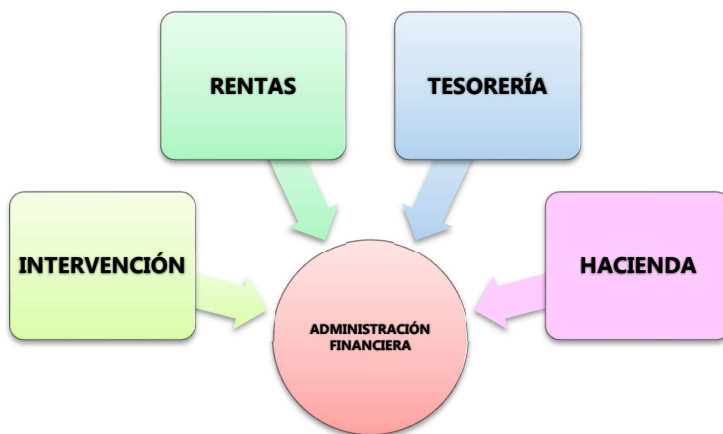 RENTAS
TESORERÍA
INTERVENCIÓN
HACIENDA
ADMINISTRACIÓN
FINANCIERA